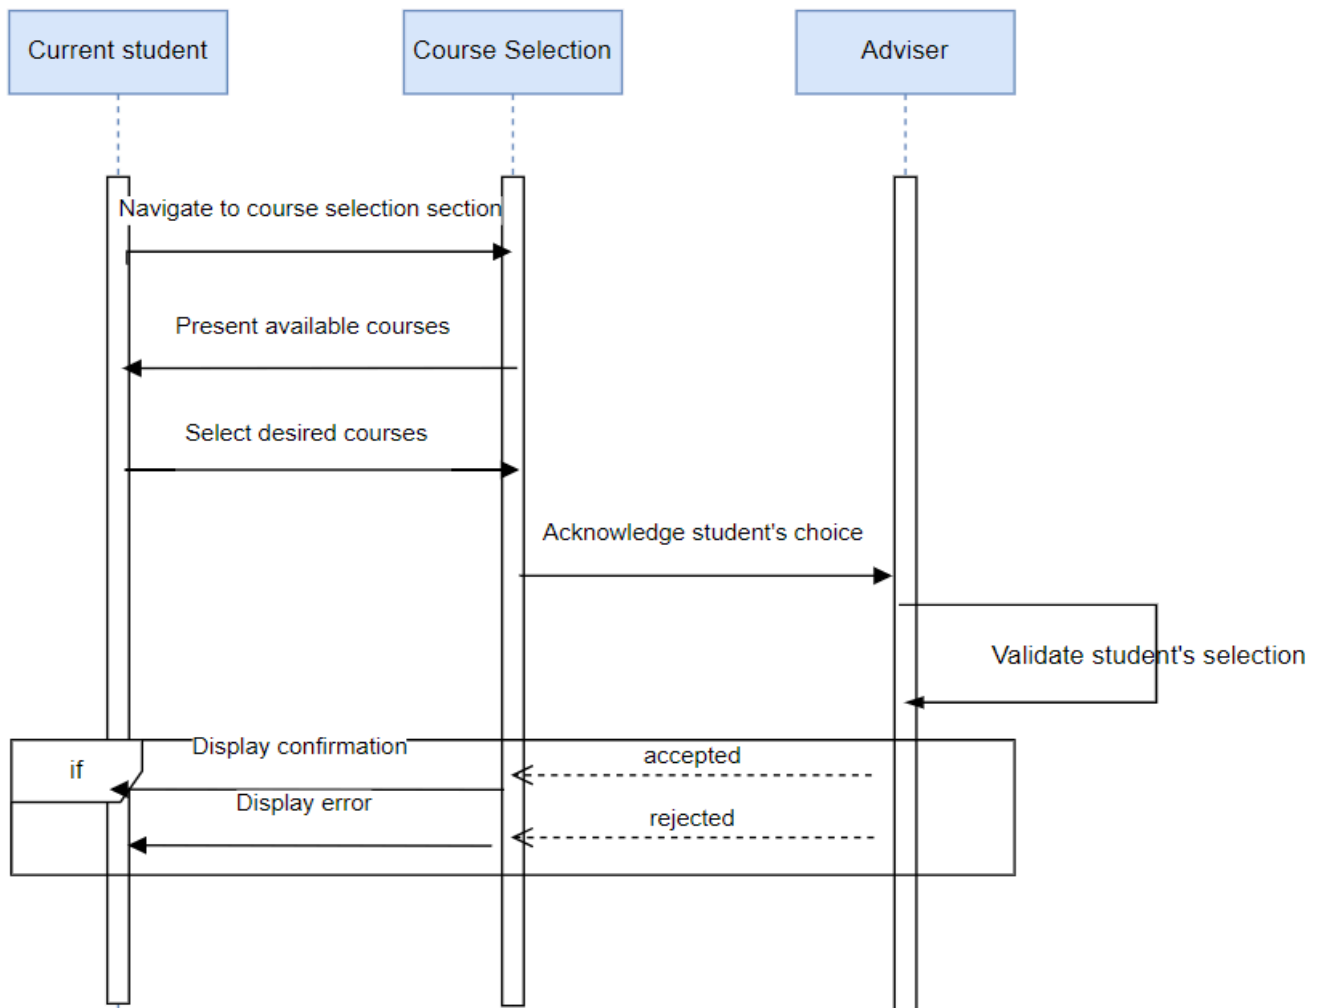 Current student
Course Selection
Adviser
Navigate to course selection section
Present available courses
Select desired courses
Acknowledge student's choice
Validate student's selection
if
Display confirmation
accepted
Display error
rejected